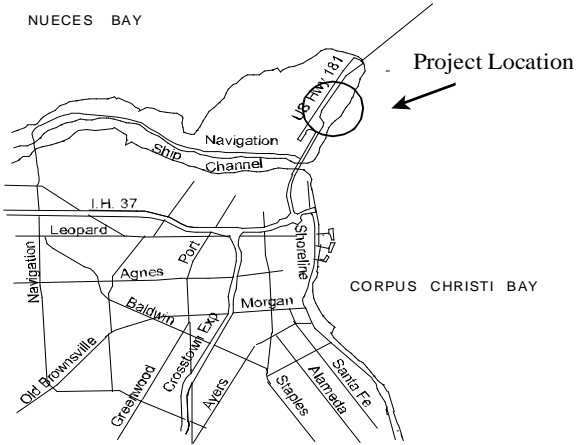 NUECES BAY
Project Location
US Hwy 181
Navigation
Ship Channel
I.H. 37
Leopard
Port
Shoreline
Navigation
Agnes
CORPUS CHRISTI BAY
Baldwin
Morgan
Crosstown Exp
Old Brownsville
Greenwood
Ayers
Staples
Alameda
Santa Fe